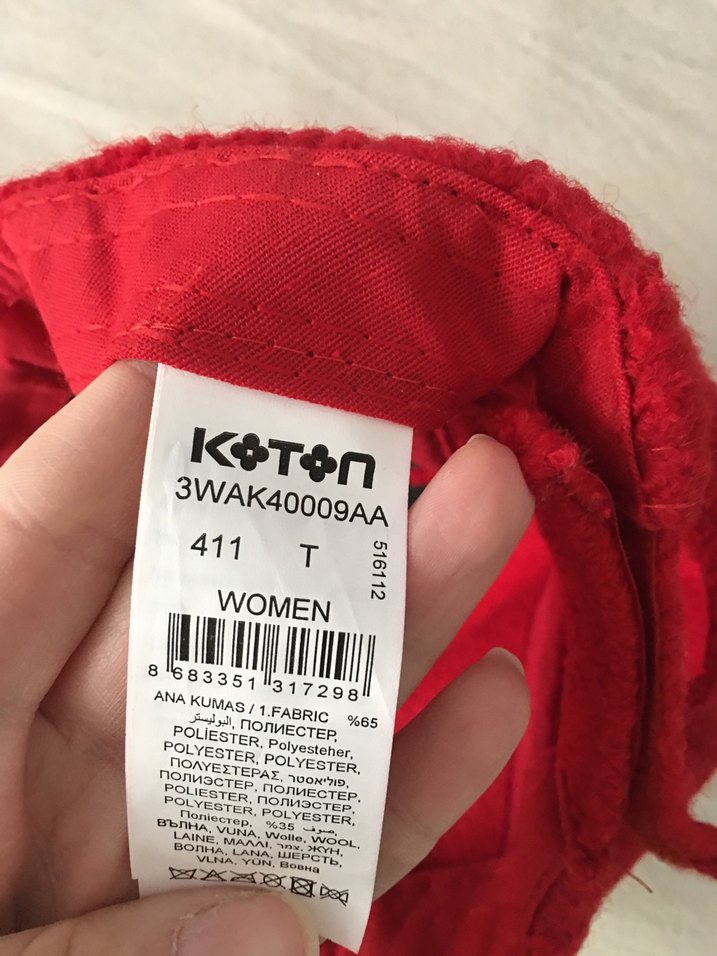 KOTON
3WAK40009AA
411 T
516112
WOMEN
8 683351 317298
ANA KUMAS / 1.FABRIC %65
البوليستر, ПОЛИЕСТЕР,
POLİESTER, Polyesteher,
POLYESTER, POLYESTER,
ΠΟΛΥΕΣΤΕΡΑΣ, פוליאסטר,
ПОЛИЭСТЕР, ПОЛИЕСТЕР,
POLIESTER, ПОЛИЭСТЕР,
POLYESTER, POLYESTER,
Поліестер, %35 صوف,
ВЪЛНА, VUNA, Wolle, WOOL,
LAINE, ΜΑΛΛΙ, צמר, ЖҮН,
ВОЛНА, LANA, ШЕРСТЬ,
VLNA, YÜN, Вовна